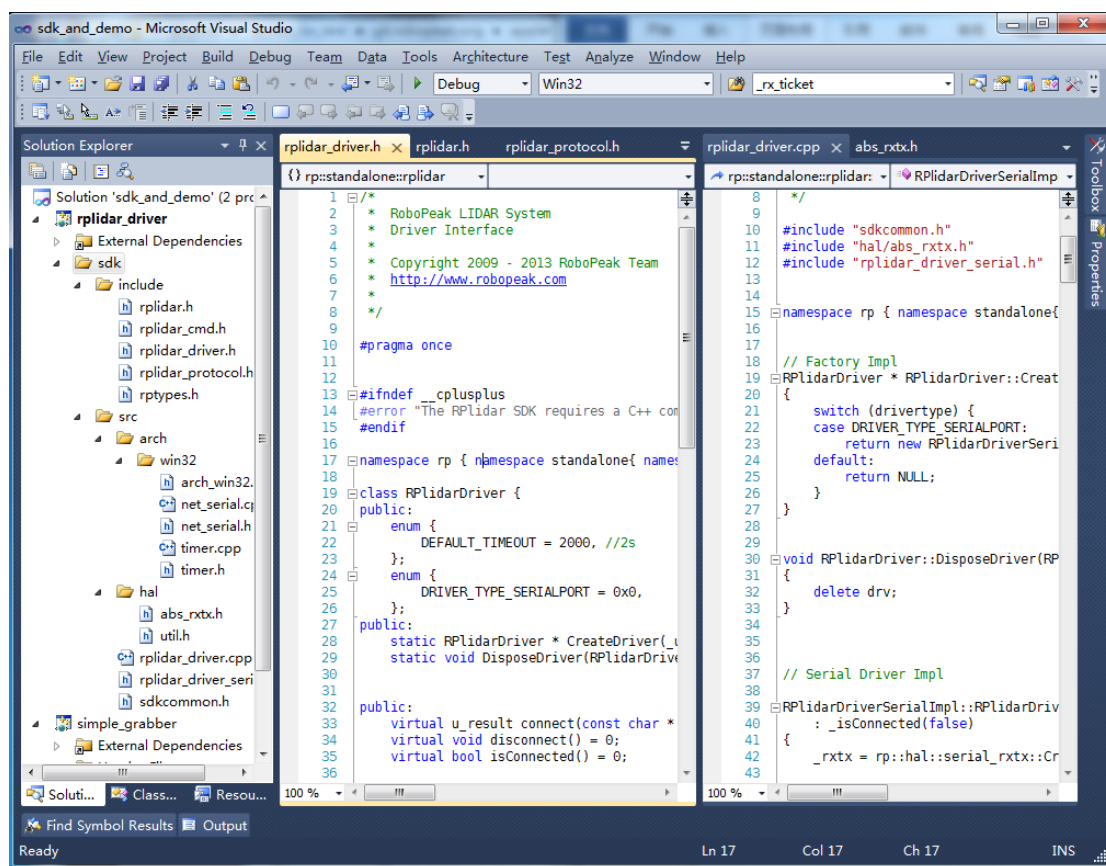 sdk_and_demo - Microsoft Visual Studio
File Edit View Project Build Debug Team Data Tools Architecture Test Analyze Window Help
Debug Win32 _rx_ticket
Solution Explorer
Solution 'sdk_and_demo' (2 prc
rplidar_driver
External Dependencies
sdk
include
rplidar.h
rplidar_cmd.h
rplidar_driver.h
rplidar_protocol.h
rptypes.h
src
arch
win32
arch_win32.
net_serial.cp
net_serial.h
timer.cpp
timer.h
hal
abs_rxtx.h
util.h
rplidar_driver.cpp
rplidar_driver_seri
sdkcommon.h
simple_grabber
External Dependencies
Soluti... Class... Resou...
rplidar_driver.h rplidar.h rplidar_protocol.h
{} rp::standalone::rplidar
1 /*
2 * RoboPeak LIDAR System
3 * Driver Interface
4 *
5 * Copyright 2009 - 2013 RoboPeak Team
6 * http://www.robopeak.com
7 *
8 */
9
10 #pragma once
11
12
13 #ifndef __cplusplus
14 #error "The RPlidar SDK requires a C++ com
15 #endif
16
17 namespace rp { namespace standalone{ names
18
19 class RPlidarDriver {
20 public:
21 enum {
22 DEFAULT_TIMEOUT = 2000, //2s
23 };
24 enum {
25 DRIVER_TYPE_SERIALPORT = 0x0,
26 };
27 public:
28 static RPlidarDriver * CreateDriver(_u
29 static void DisposeDriver(RPlidarDrive
30
31
32 public:
33 virtual u_result connect(const char *
34 virtual void disconnect() = 0;
35 virtual bool isConnected() = 0;
36
100 %
rplidar_driver.cpp abs_rxtx.h
rp::standalone::rplidar: RPlidarDriverSerialImp
8 */
9
10 #include "sdkcommon.h"
11 #include "hal/abs_rxtx.h"
12 #include "rplidar_driver_serial.h"
13
14
15 namespace rp { namespace standalone{
16
17
18 // Factory Impl
19 RPlidarDriver * RPlidarDriver::Creat
20 {
21 switch (drivertype) {
22 case DRIVER_TYPE_SERIALPORT:
23 return new RPlidarDriverSeri
24 default:
25 return NULL;
26 }
27 }
28
29
30 void RPlidarDriver::DisposeDriver(RP
31 {
32 delete drv;
33 }
34
35
36
37 // Serial Driver Impl
38
39 RPlidarDriverSerialImpl::RPlidarDriv
40 : _isConnected(false)
41 {
42 _rxtx = rp::hal::serial_rxtx::Cr
43
100 %
Toolbox
Properties
Find Symbol Results Output
Ready Ln 17 Col 17 Ch 17 INS